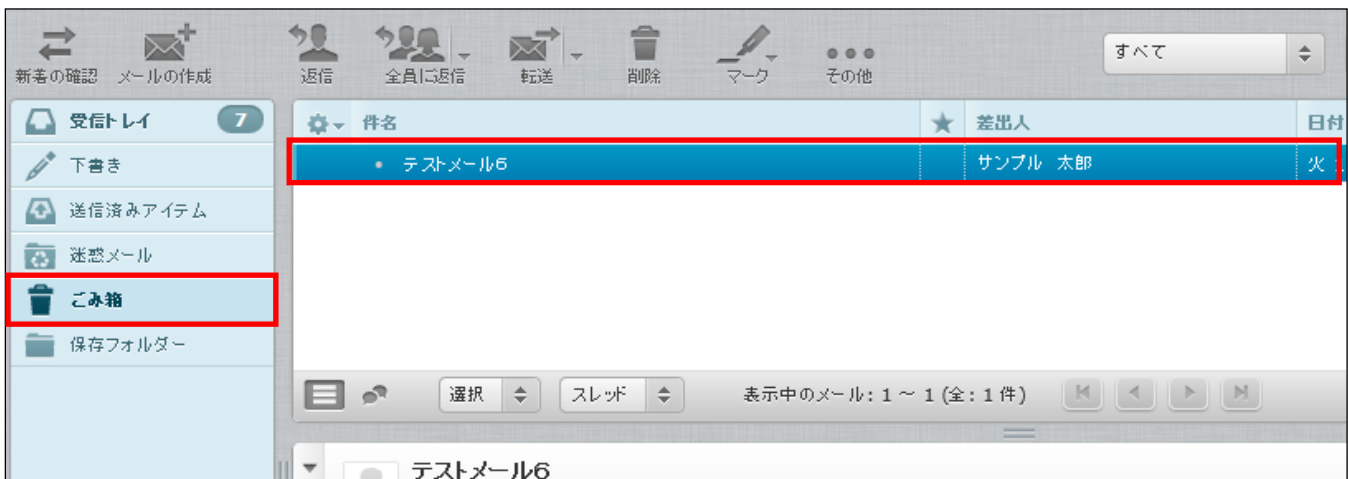 新着の確認 メールの作成 返信 全員に返信 転送 削除 マーク その他 すべて
受信トレイ 7
下書き
送信済みアイテム
迷惑メール
ごみ箱
保存フォルダー
件名 差出人 日付
テストメール6 サンプル 太郎 火
選択 スレッド 表示中のメール: 1 ~ 1 (全: 1 件)
テストメール6